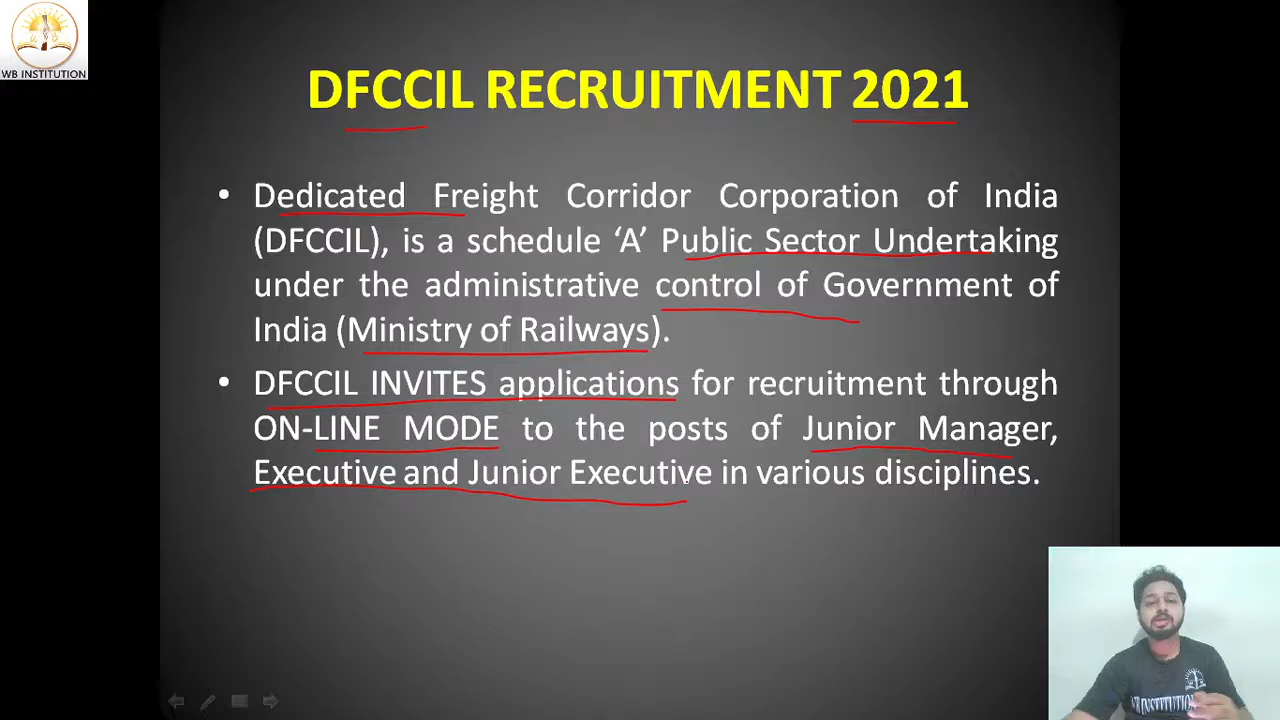 WB INSTITUTION
DFCCIL RECRUITMENT 2021
• Dedicated Freight Corridor Corporation of India
(DFCCIL), is a schedule ‘A’ Public Sector Undertaking
under the administrative control of Government of
India (Ministry of Railways).
• DFCCIL INVITES applications for recruitment through
ON-LINE MODE to the posts of Junior Manager,
Executive and Junior Executive in various disciplines.
WB INSTITUTION